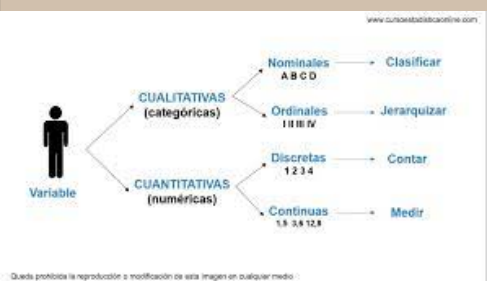 www.cursoestadisticaonline.com
Nominales
A B C D
Clasificar
CUALITATIVAS
(categóricas)
Ordinales
I II III IV
Jerarquizar
Variable
Discretas
1 2 3 4
Contar
CUANTITATIVAS
(numéricas)
Continuas
1,5 3,6 12,8
Medir
Queda prohibida la reproducción o modificación de esta imagen en cualquier medio